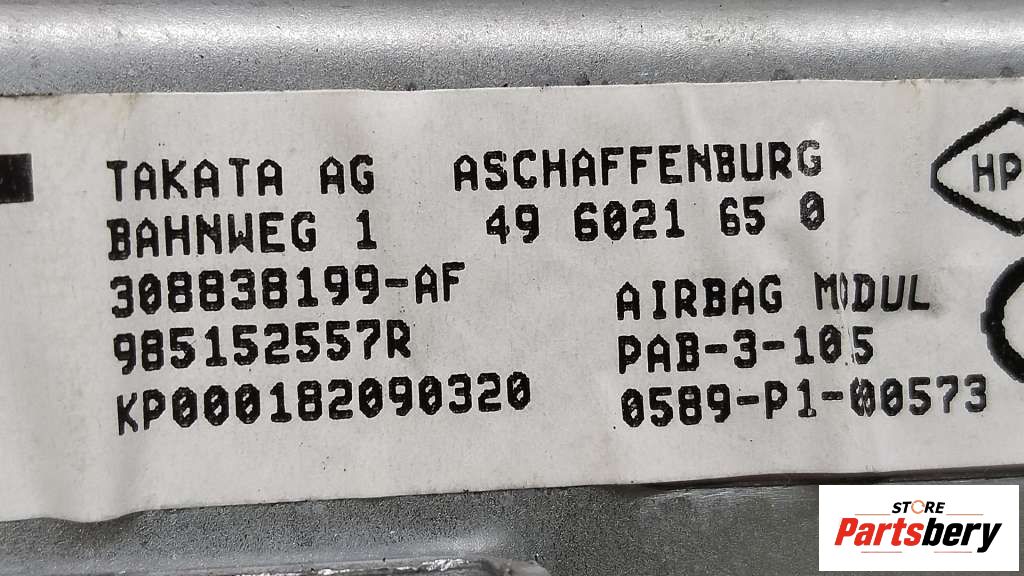 TAKATA AG ASCHAFFENBURG
BAHNWEG 1 49 6021 65 0
308838199-AF
985152557R
KP000182090320
AIRBAG MODUL
PAB-3-105
0589-P1-00573
HP
STORE
Partsbery